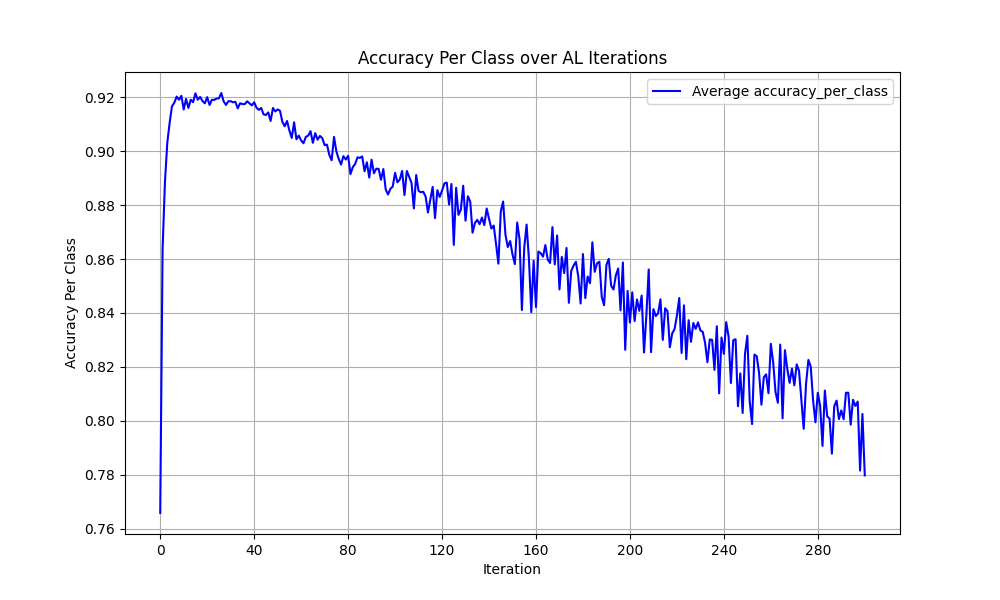 Accuracy Per Class over AL Iterations
Average accuracy_per_class
Accuracy Per Class
0.92
0.90
0.88
0.86
0.84
0.82
0.80
0.78
0.76
0 40 80 120 160 200 240 280
Iteration